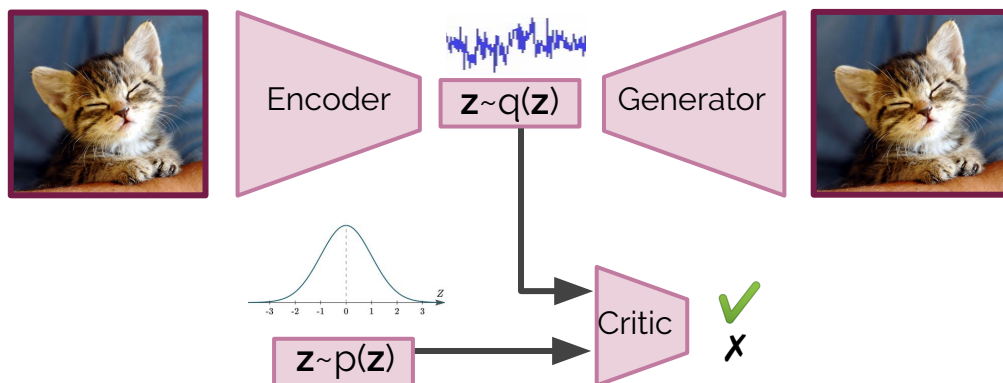 Encoder
z~q(z)
Generator
Z
-3 -2 -1 0 1 2 3
Critic
✓
✗
z~p(z)